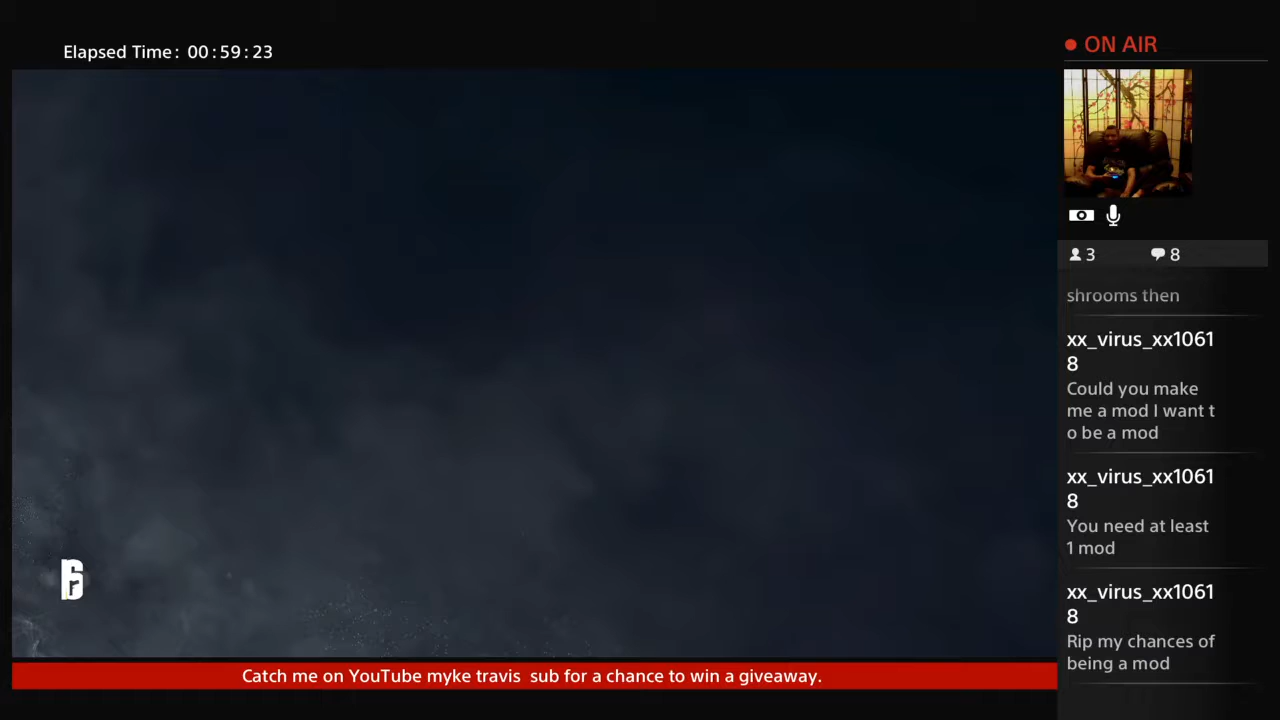 Elapsed Time: 00:59:23
ON AIR
3 8
shrooms then
xx_virus_xx1061
8
Could you make
me a mod I want t
o be a mod
xx_virus_xx1061
8
You need at least
1 mod
xx_virus_xx1061
8
Rip my chances of
being a mod
6
Catch me on YouTube myke travis sub for a chance to win a giveaway.